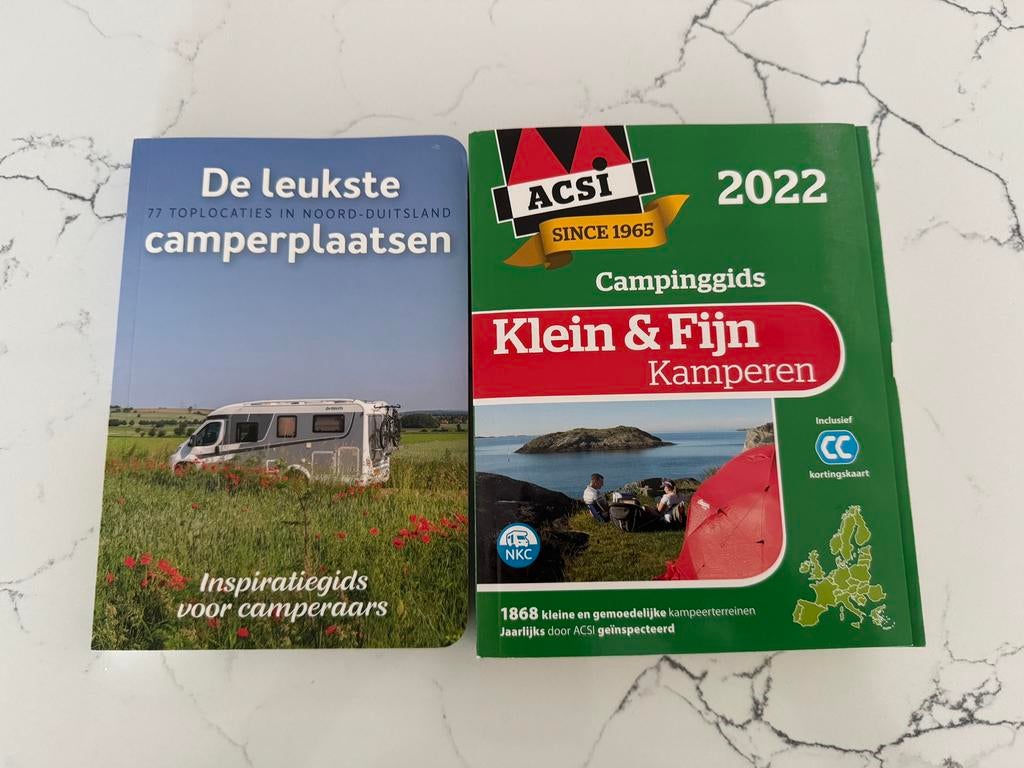 De leukste
77 TOPLOCATIES IN NOORD-DUITSLAND
camperplaatsen
Inspiratiegids
voor camperaars
ACSI
SINCE 1965
2022
Campinggids
Klein & Fijn
Kamperen
Inclusief
CC
kortingskaart
NKC
1868 kleine en gemoedelijke kampeerterreinen
Jaarlijks door ACSI geïnspecteerd